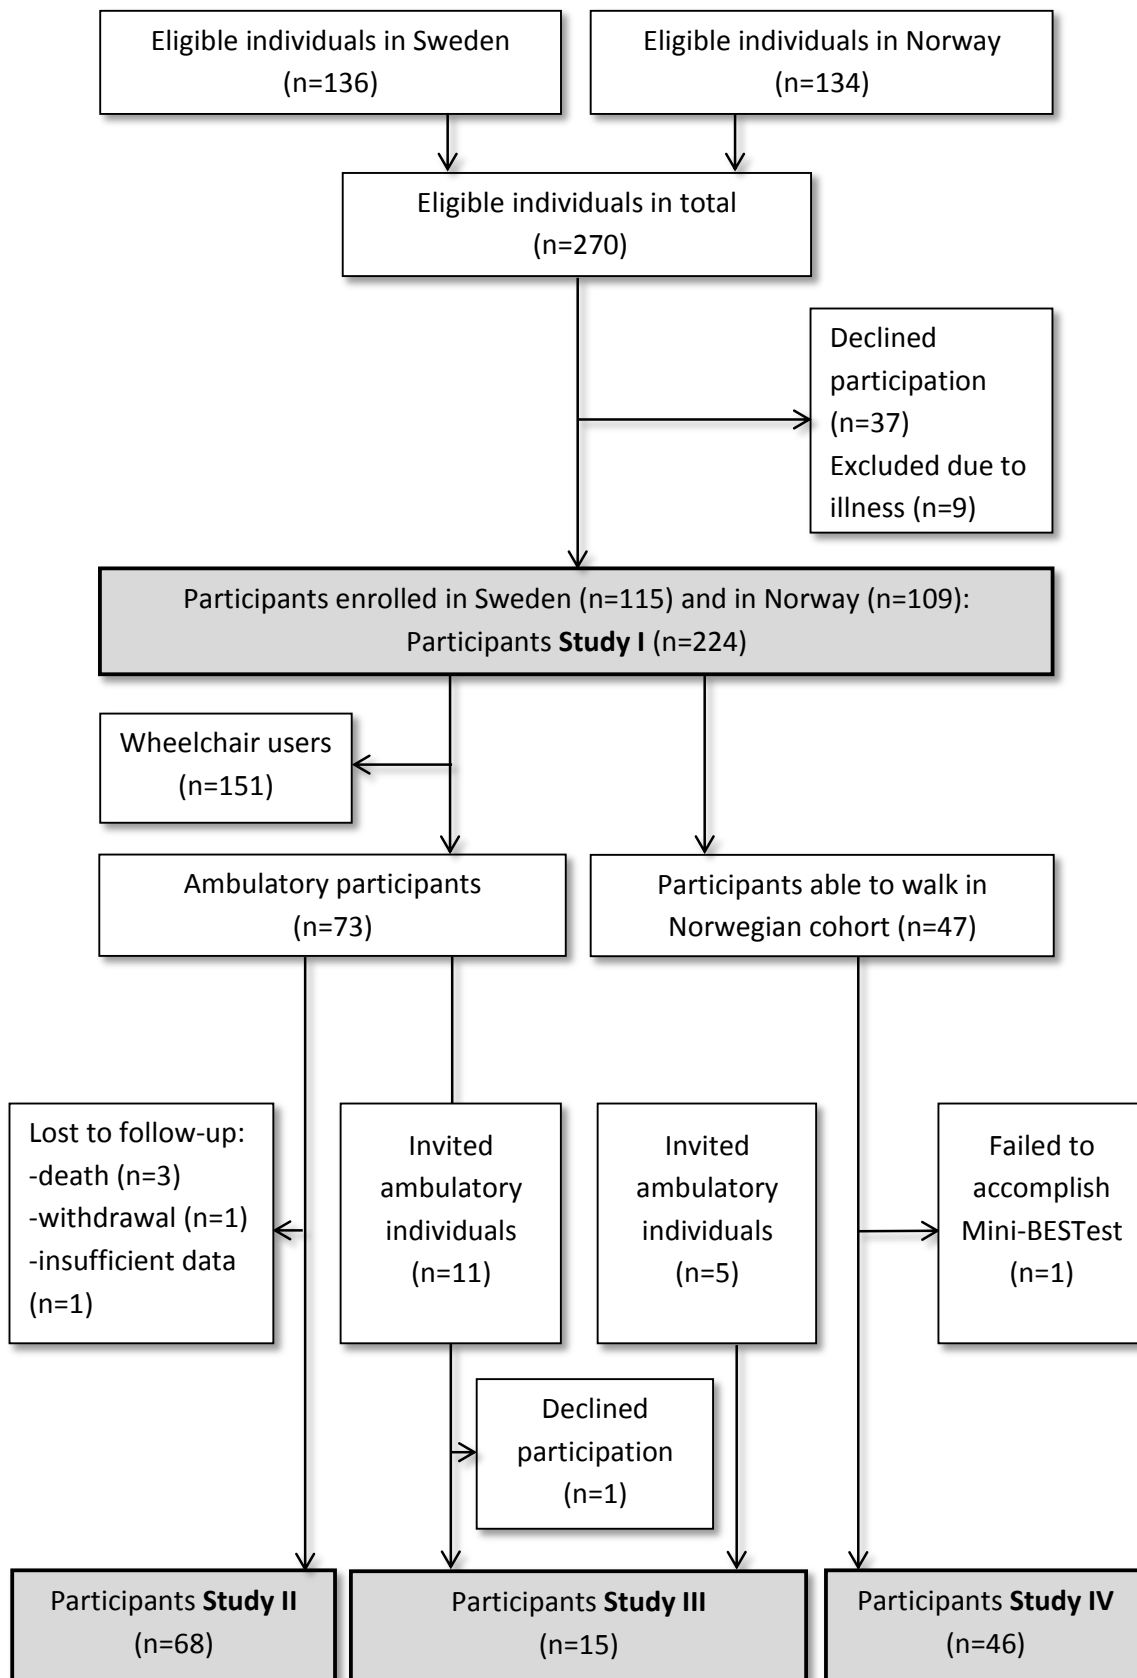 Eligible individuals in Sweden
(n=136)
Eligible individuals in Norway
(n=134)
Eligible individuals in total
(n=270)
Declined
participation
(n=37)
Excluded due to
illness (n=9)
Participants enrolled in Sweden (n=115) and in Norway (n=109):
Participants Study I (n=224)
Wheelchair users
(n=151)
Ambulatory participants
(n=73)
Participants able to walk in
Norwegian cohort (n=47)
Lost to follow-up:
-death (n=3)
-withdrawal (n=1)
-insufficient data
(n=1)
Invited
ambulatory
individuals
(n=11)
Invited
ambulatory
individuals
(n=5)
Failed to
accomplish
Mini-BESTest
(n=1)
Declined
participation
(n=1)
Participants Study II
(n=68)
Participants Study III
(n=15)
Participants Study IV
(n=46)